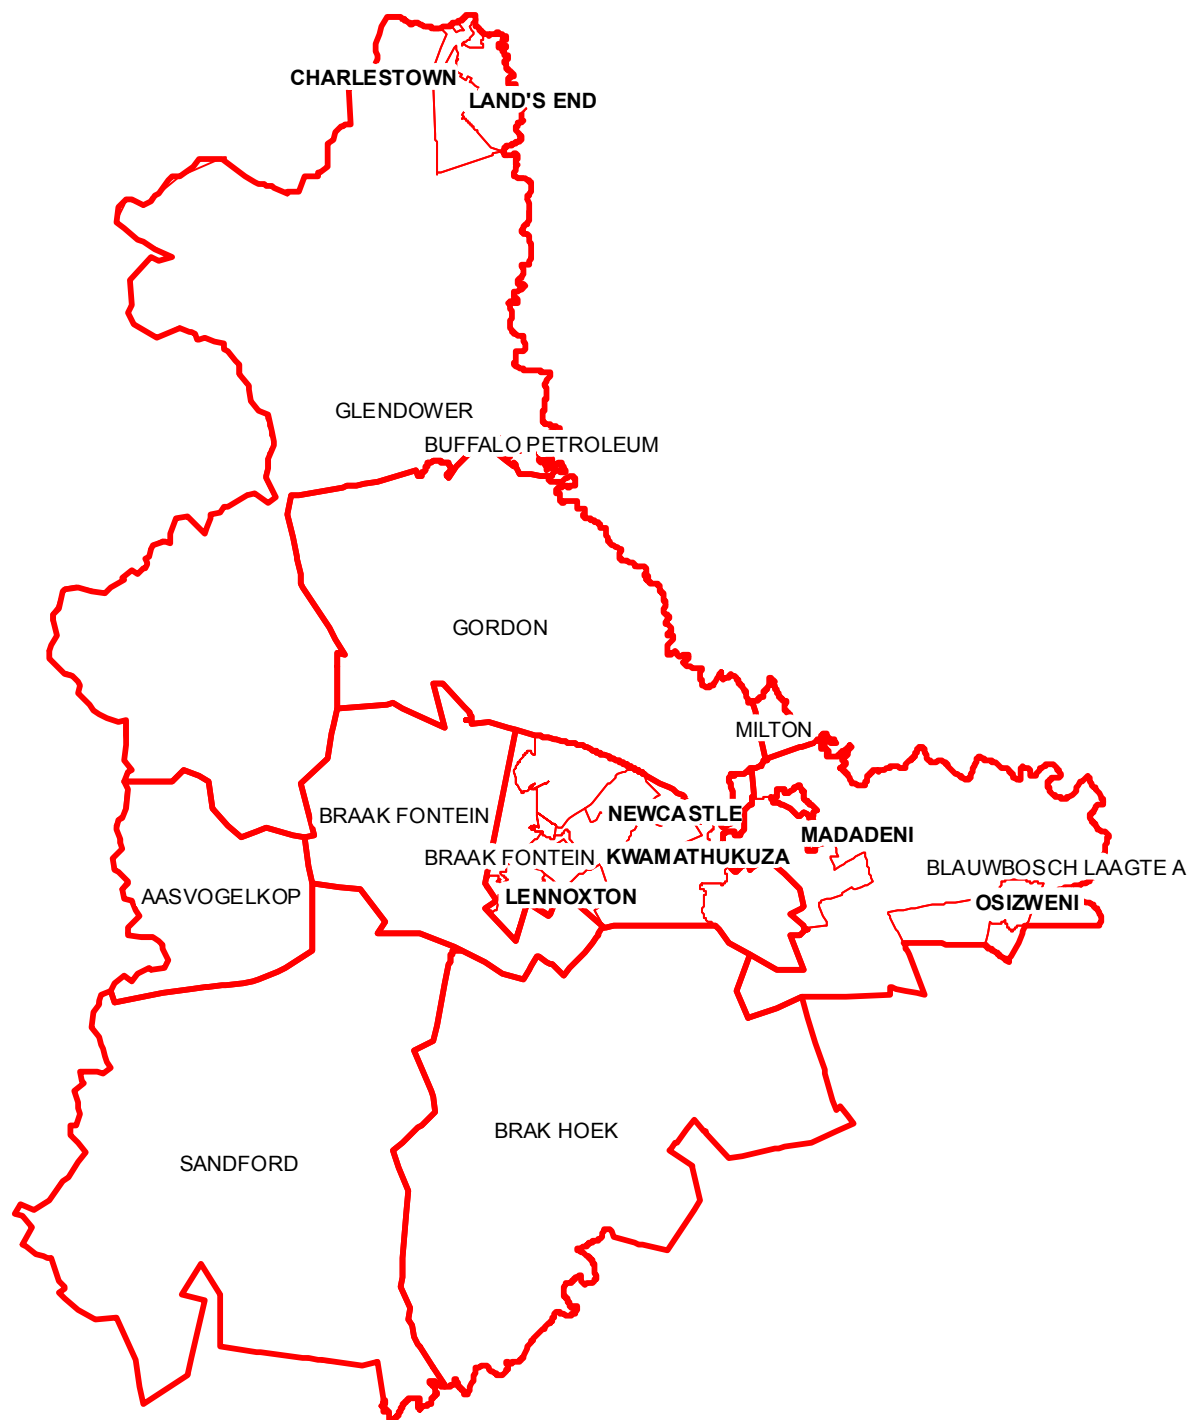 CHARLESTOWN
LAND'S END
GLENDOWER
BUFFALO PETROLEUM
GORDON
MILTON
BRAAK FONTEIN
NEWCASTLE
MADADENI
BRAAK FONTEIN
KWAMATHUKUZA
BLAUWBOSCH LAAGTE A
AASVOGELKOP
LENNOXTON
OSIZWENI
BRAK HOEK
SANDFORD